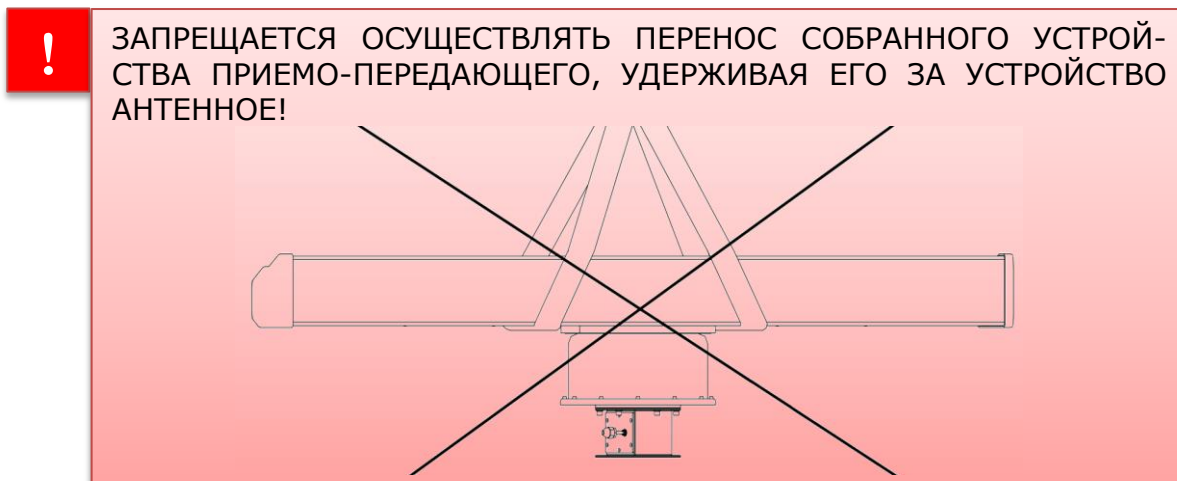 !
ЗАПРЕЩАЕТСЯ ОСУЩЕСТВЛЯТЬ ПЕРЕНОС СОБРАННОГО УСТРОЙ-
СТВА ПРИЕМО-ПЕРЕДАЮЩЕГО, УДЕРЖИВАЯ ЕГО ЗА УСТРОЙСТВО
АНТЕННОЕ!